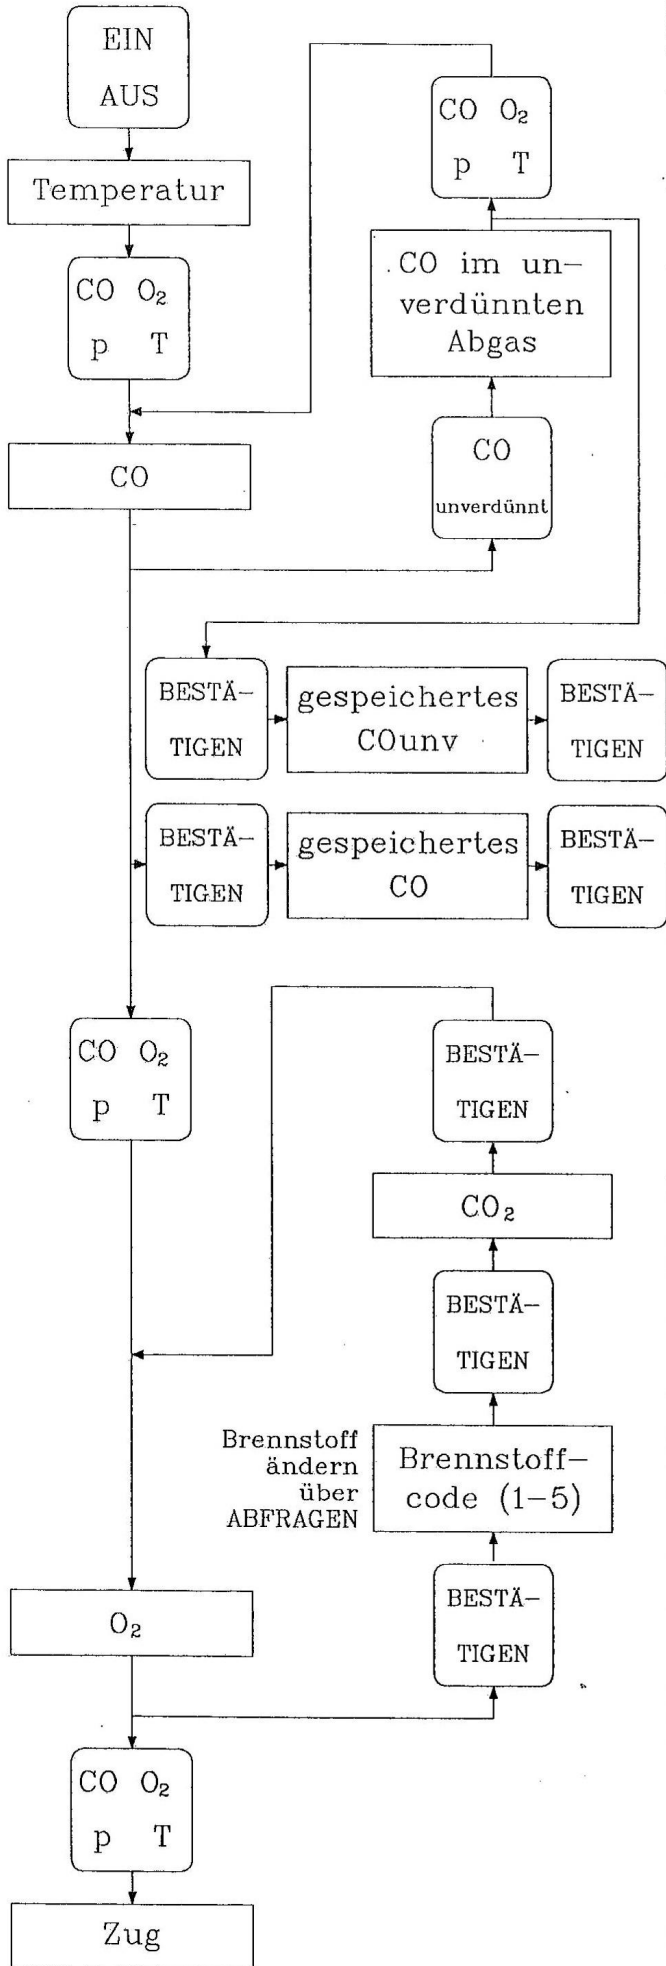 EIN
AUS
Temperatur
CO O₂
p T
CO
CO O₂
p T
CO im un-
verdünnten
Abgas
CO
unverdünnt
BESTÄ-
TIGEN
gespeichertes
COunv
BESTÄ-
TIGEN
BESTÄ-
TIGEN
gespeichertes
CO
BESTÄ-
TIGEN
CO O₂
p T
BESTÄ-
TIGEN
CO₂
BESTÄ-
TIGEN
Brennstoff
ändern
über
ABFRAGEN
Brennstoff-
code (1-5)
BESTÄ-
TIGEN
O₂
CO O₂
p T
Zug